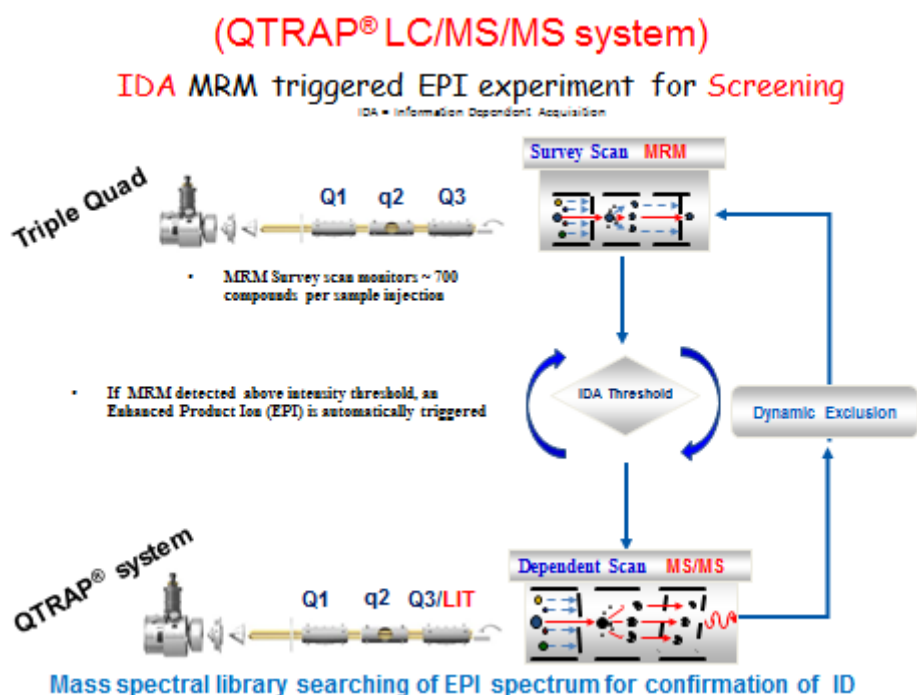 (QTRAP® LC/MS/MS system)
IDA MRM triggered EPI experiment for Screening
IDA = Information Dependent Acquisition
Survey Scan MRM
Triple Quad
Q1 q2 Q3
• MRM Survey scan monitors ~ 700
compounds per sample injection
• If MRM detected above intensity threshold, an
Enhanced Product Ion (EPI) is automatically triggered
IDA Threshold
Dynamic Exclusion
QTRAP® system
Dependent Scan MS/MS
Q1 q2 Q3/LIT
Mass spectral library searching of EPI spectrum for confirmation of ID